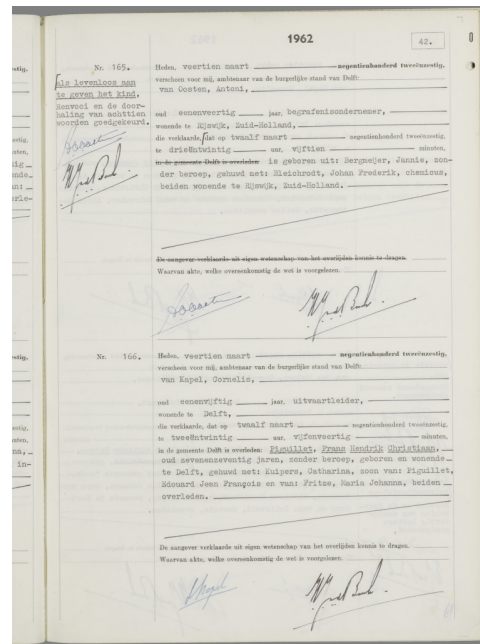 1962
42.
Nr. 165.
als levenloos aan
te geven het kind.
Renvooi en de door-
haling van achttien
woorden goedgekeurd.
Heden, veertien maart negentienhonderd tweeënzestig,
verscheen voor mij, ambtenaar van de burgerlijke stand van Delft:
van Oosten, Antoni,
oud eenenveertig jaar, begrafenisondernemer,
wonende te Rijswijk, Zuid-Holland,
die verklaarde, dat op twaalf maart negentienhonderd tweeënzestig,
te drieëntwintig uur, vijftien minuten,
in de gemeente Delft is overleden is geboren uit: Bergmeijer, Jannie, zon-
der beroep, gehuwd met: Bleichrodt, Johan Frederik, chemicus,
beiden wonende te Rijswijk, Zuid-Holland.
De aangever verklaarde uit eigen wetenschap van het overlijden kennis te dragen.
Waarvan akte, welke overeenkomstig de wet is voorgelezen.
Nr. 166.
Heden, veertien maart negentienhonderd tweeënzestig,
verscheen voor mij, ambtenaar van de burgerlijke stand van Delft:
van Kapel, Cornelis,
oud eenenvijftig jaar, uitvaartleider,
wonende te Delft,
die verklaarde, dat op twaalf maart negentienhonderd tweeënzestig,
te tweeëntwintig uur, vijfenveertig minuten,
in de gemeente Delft is overleden: Piguillet, Frans Hendrik Christiaan,
oud zevenenzeventig jaren, zonder beroep, geboren en wonende
te Delft, gehuwd met: Kuipers, Catharina, zoon van: Piguillet,
Edouard Jean François en van: Fritze, Maria Johanna, beiden
overleden.
De aangever verklaarde uit eigen wetenschap van het overlijden kennis te dragen.
Waarvan akte, welke overeenkomstig de wet is voorgelezen.